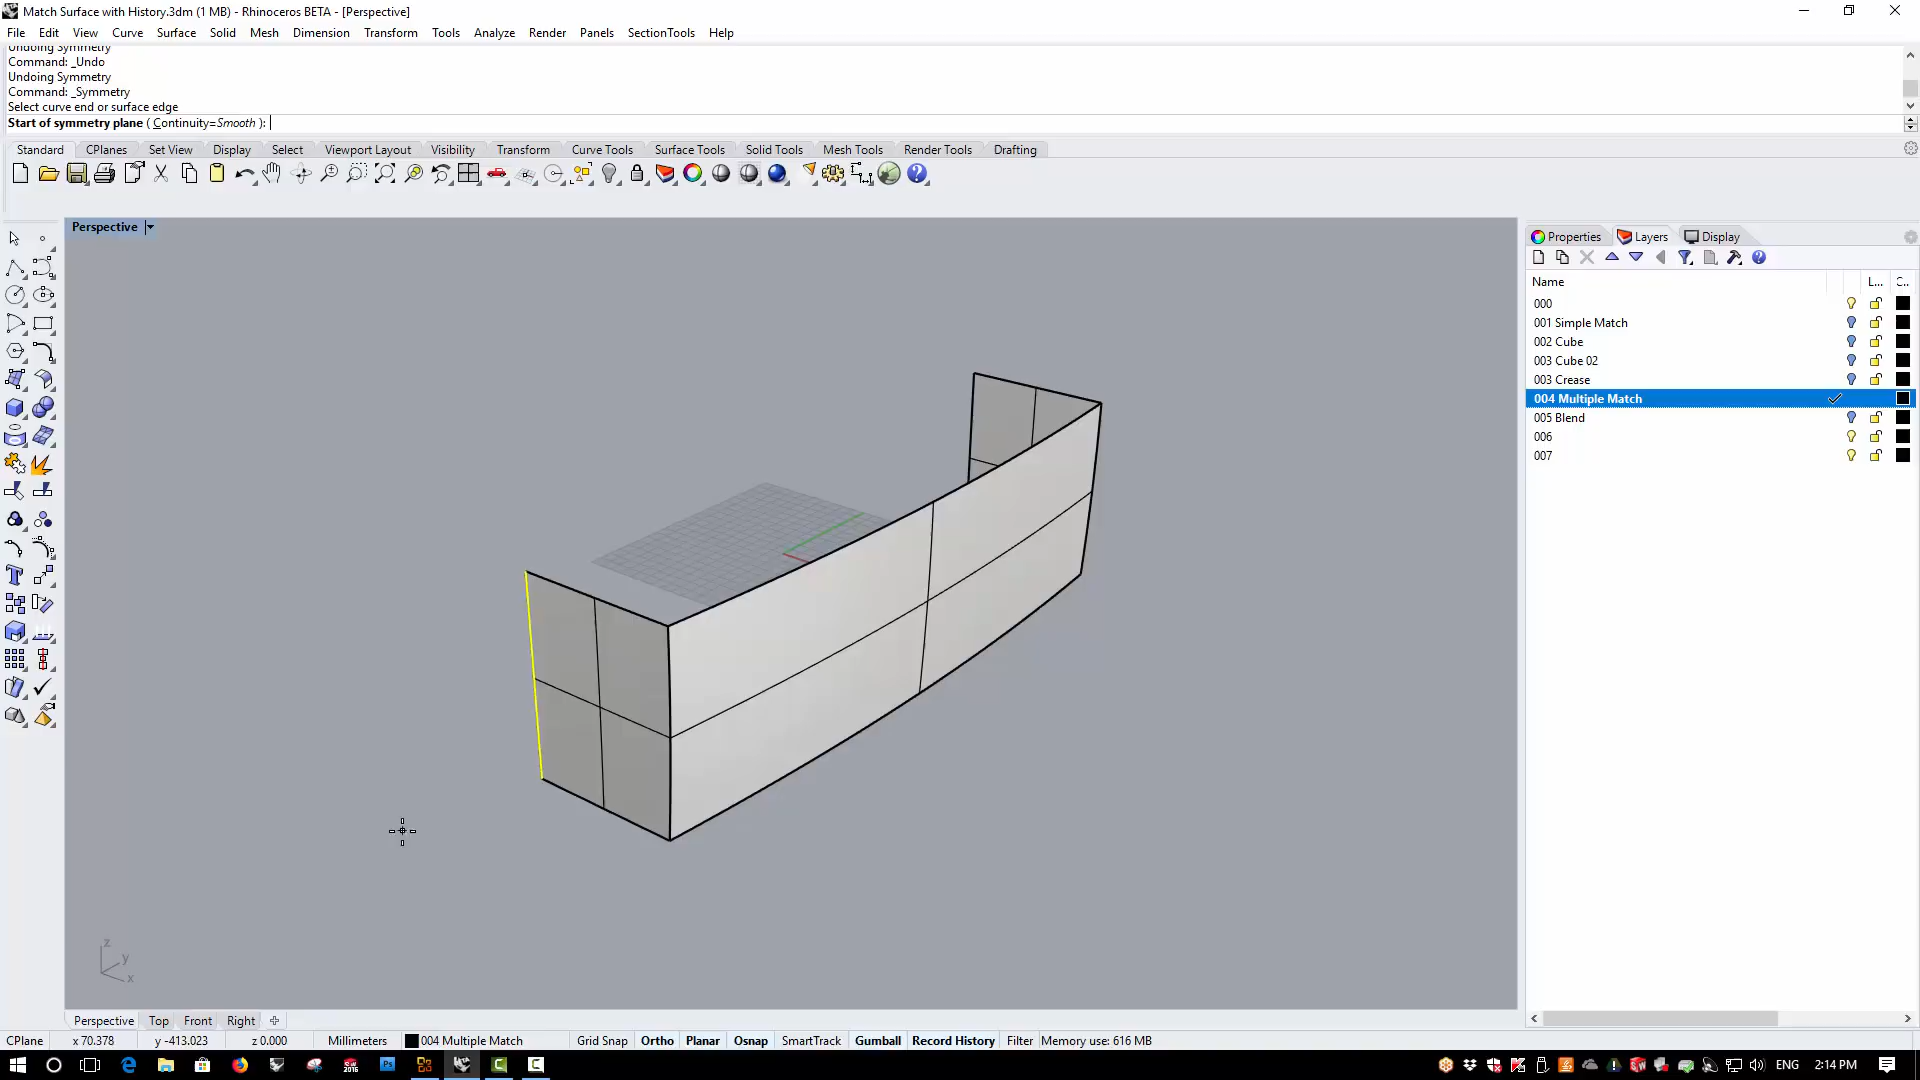 Match Surface with History.3dm (1 MB) - Rhinoceros BETA - [Perspective]
File Edit View Curve Surface Solid Mesh Dimension Transform Tools Analyze Render Panels SectionTools Help
Undoing Symmetry
Command: _Undo
Undoing Symmetry
Command: _Symmetry
Select curve end or surface edge
Start of symmetry plane ( Continuity=Smooth ):
Standard CPlanes Set View Display Select Viewport Layout Visibility Transform Curve Tools Surface Tools Solid Tools Mesh Tools Render Tools Drafting
Perspective
Properties Layers Display
Name L... C..
000
001 Simple Match
002 Cube
003 Cube 02
003 Crease
004 Multiple Match
005 Blend
006
007
z
y
x
Perspective Top Front Right
CPlane x 70.378 y -413.023 z 0.000 Millimeters 004 Multiple Match Grid Snap Ortho Planar Osnap SmartTrack Gumball Record History Filter Memory use: 616 MB
ENG 2:14 PM